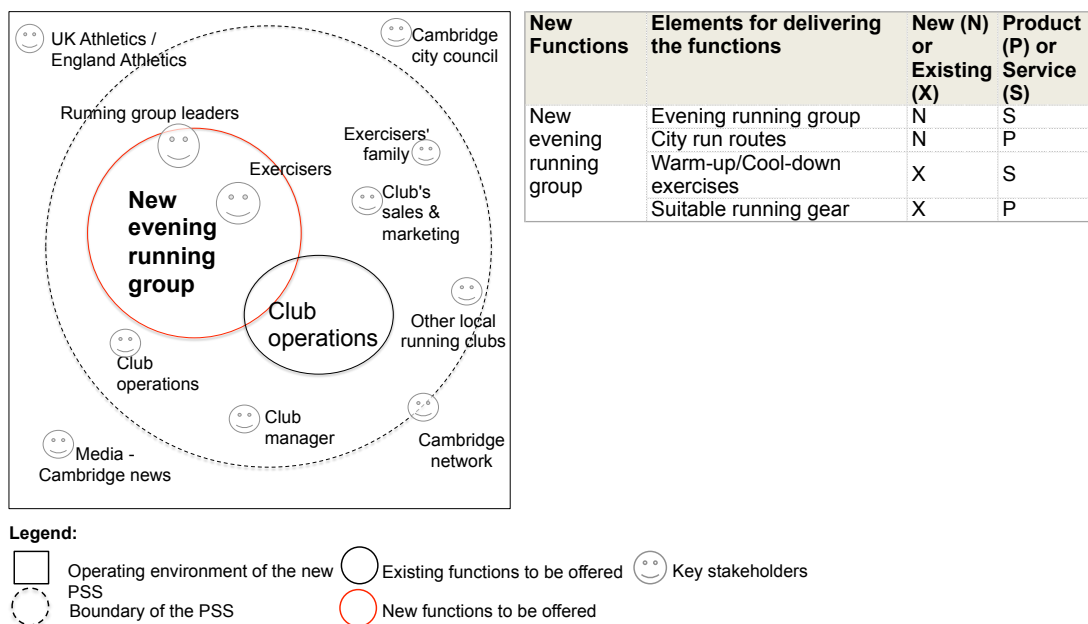 UK Athletics /
England Athletics
Cambridge
city council
Running group leaders
Exercisers'
family
Exercisers
Club's
sales &
marketing
New
evening
running
group
Club
operations
Other local
running clubs
Club
operations
Club
manager
Cambridge
network
Media -
Cambridge news
New
Functions
Elements for delivering
the functions
New (N)
or
Existing
(X)
Product
(P) or
Service
(S)
New
evening
running
group
Evening running group
N
S
City run routes
N
P
Warm-up/Cool-down
exercises
X
S
Suitable running gear
X
P
Legend:
Operating environment of the new
PSS
Existing functions to be offered
Key stakeholders
Boundary of the PSS
New functions to be offered